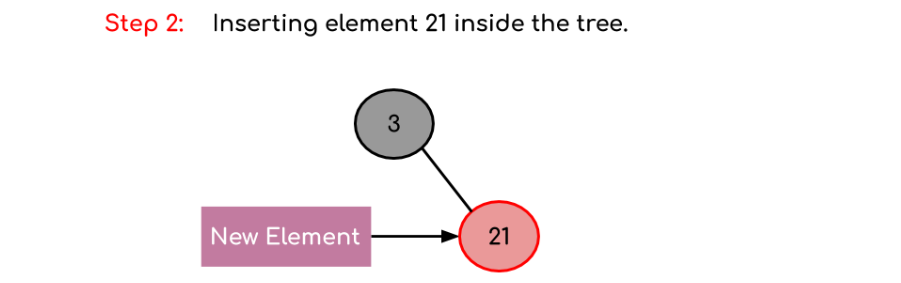 Step 2: Inserting element 21 inside the tree.
3
New Element
21